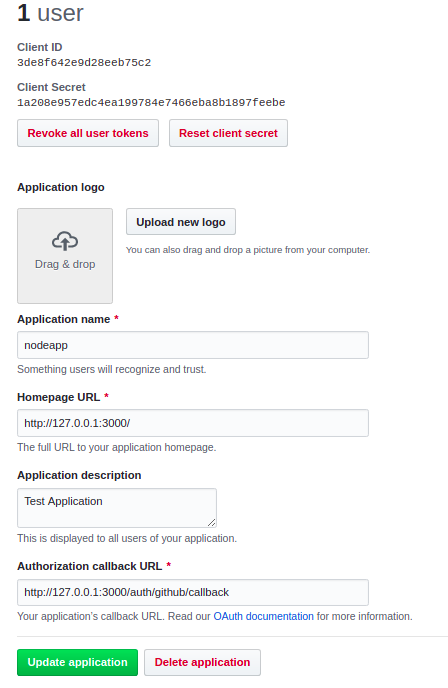 1 user
Client ID
3de8f642e9d28eeb75c2
Client Secret
1a208e957edc4ea199784e7466eba8b1897feebe
Revoke all user tokens Reset client secret
Application logo
Upload new logo
Drag & drop
You can also drag and drop a picture from your computer.
Application name *
nodeapp
Something users will recognize and trust.
Homepage URL *
http://127.0.0.1:3000/
The full URL to your application homepage.
Application description
Test Application
This is displayed to all users of your application.
Authorization callback URL *
http://127.0.0.1:3000/auth/github/callback
Your application's callback URL. Read our OAuth documentation for more information.
Update application Delete application